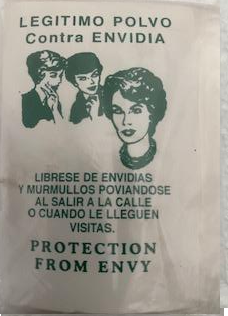 LEGITIMO POLVO
Contra ENVIDIA
LIBRESE DE ENVIDIAS
Y MURMULLOS POVIANDOSE
AL SALIR A LA CALLE
O CUANDO LE LLEGUEN
VISITAS.
PROTECTION
FROM ENVY